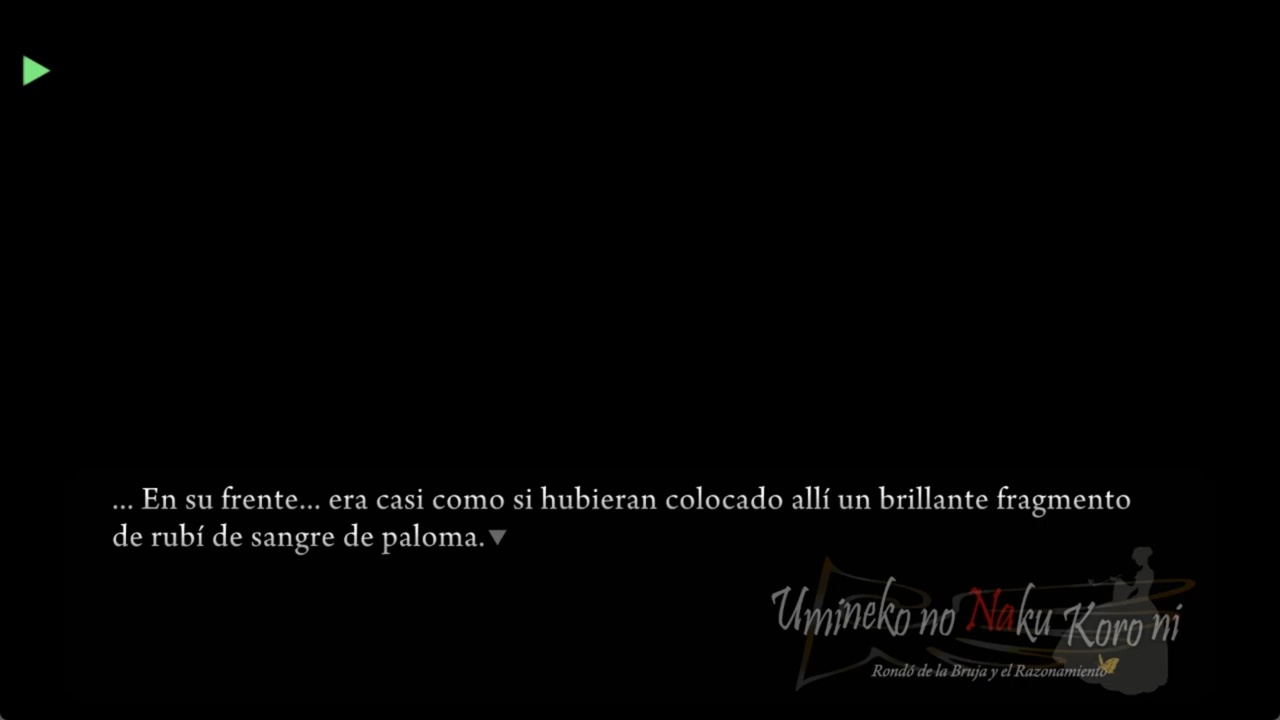 ... En su frente... era casi como si hubieran colocado allí un brillante fragmento
de rubí de sangre de paloma.
Umineko no Naku Koro ni
Rondó de la Bruja y el Razonamiento